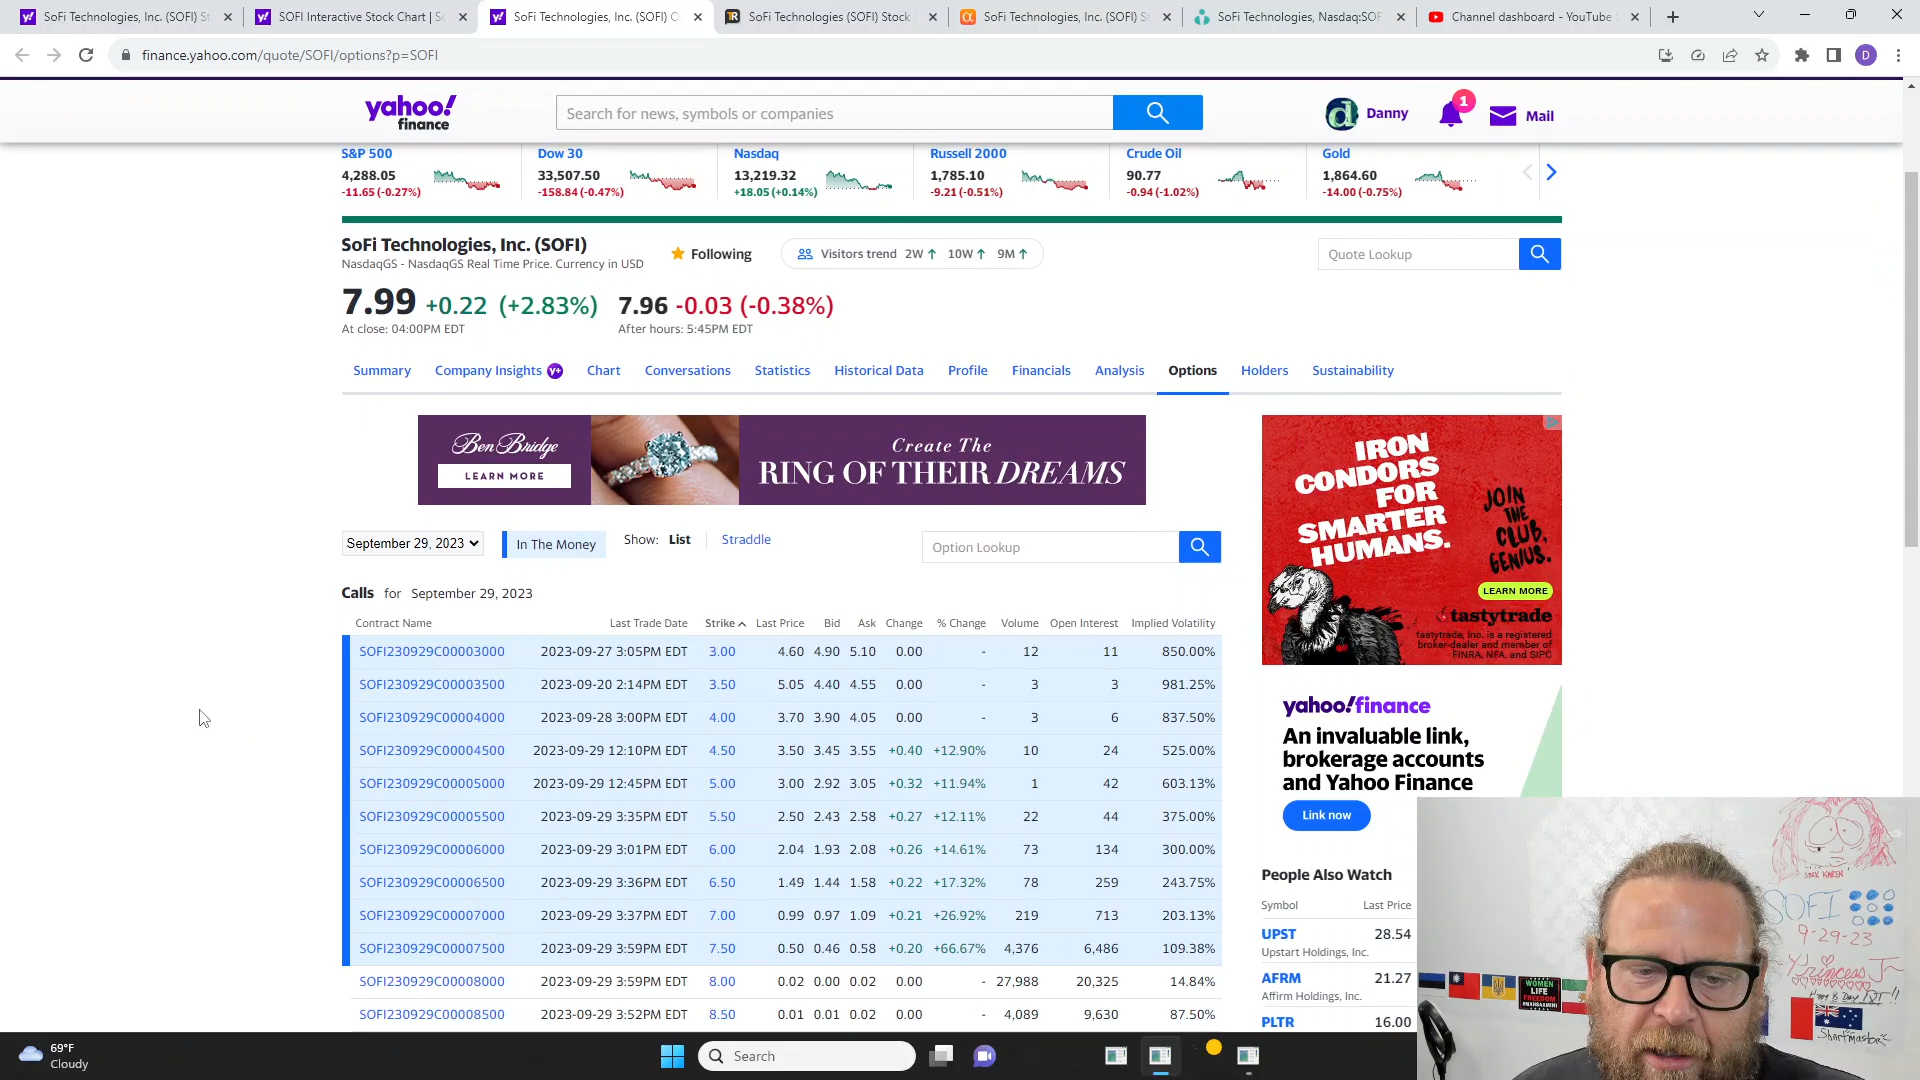 SoFi Technologies, Inc. (SOFI) St
SOFI Interactive Stock Chart | So
SoFi Technologies, Inc. (SOFI) O
SoFi Technologies (SOFI) Stock
SoFi Technologies, Inc. (SOFI) St
SoFi Technologies, Nasdaq:SOF
Channel dashboard - YouTube
finance.yahoo.com/quote/SOFI/options?p=SOFI
D
yahoo!
finance
Search for news, symbols or companies
Danny
1
Mail
S&P 500
4,288.05
-11.65 (-0.27%)
Dow 30
33,507.50
-158.84 (-0.47%)
Nasdaq
13,219.32
+18.05 (+0.14%)
Russell 2000
1,785.10
-9.21 (-0.51%)
Crude Oil
90.77
-0.94 (-1.02%)
Gold
1,864.60
-14.00 (-0.75%)
SoFi Technologies, Inc. (SOFI)
NasdaqGS - NasdaqGS Real Time Price. Currency in USD
Following
Visitors trend 2W ↑ 10W ↑ 9M ↑
Quote Lookup
7.99 +0.22 (+2.83%)
At close: 04:00PM EDT
7.96 -0.03 (-0.38%)
After hours: 5:45PM EDT
Summary Company Insights Y+ Chart Conversations Statistics Historical Data Profile Financials Analysis Options Holders Sustainability
Ben Bridge
LEARN MORE
Create The
RING OF THEIR DREAMS
IRON
CONDORS
FOR
SMARTER
HUMANS.
JOIN
THE
CLUB,
GENIUS.
LEARN MORE
tastytrade
tastytrade, Inc. is a registered
broker-dealer and member of
FINRA, NFA, and SIPC
September 29, 2023
In The Money
Show: List Straddle
Option Lookup
Calls for September 29, 2023
Contract Name Last Trade Date Strike Last Price Bid Ask Change % Change Volume Open Interest Implied Volatility
SOFI230929C00003000 2023-09-27 3:05PM EDT 3.00 4.60 4.90 5.10 0.00 - 12 11 850.00%
SOFI230929C00003500 2023-09-20 2:14PM EDT 3.50 5.05 4.40 4.55 0.00 - 3 3 981.25%
SOFI230929C00004000 2023-09-28 3:00PM EDT 4.00 3.70 3.90 4.05 0.00 - 3 6 837.50%
SOFI230929C00004500 2023-09-29 12:10PM EDT 4.50 3.50 3.45 3.55 +0.40 +12.90% 10 24 525.00%
SOFI230929C00005000 2023-09-29 12:45PM EDT 5.00 3.00 2.92 3.05 +0.32 +11.94% 1 42 603.13%
SOFI230929C00005500 2023-09-29 3:35PM EDT 5.50 2.50 2.43 2.58 +0.27 +12.11% 22 44 375.00%
SOFI230929C00006000 2023-09-29 3:01PM EDT 6.00 2.04 1.93 2.08 +0.26 +14.61% 73 134 300.00%
SOFI230929C00006500 2023-09-29 3:36PM EDT 6.50 1.49 1.44 1.58 +0.22 +17.32% 78 259 243.75%
SOFI230929C00007000 2023-09-29 3:37PM EDT 7.00 0.99 0.97 1.09 +0.21 +26.92% 219 713 203.13%
SOFI230929C00007500 2023-09-29 3:59PM EDT 7.50 0.50 0.46 0.58 +0.20 +66.67% 4,376 6,486 109.38%
SOFI230929C00008000 2023-09-29 3:59PM EDT 8.00 0.02 0.00 0.02 0.00 - 27,988 20,325 14.84%
SOFI230929C00008500 2023-09-29 3:52PM EDT 8.50 0.01 0.01 0.02 0.00 - 4,089 9,630 87.50%
yahoo!finance
An invaluable link,
brokerage accounts
and Yahoo Finance
Link now
People Also Watch
Symbol Last Price
UPST 28.54
Upstart Holdings, Inc.
AFRM 21.27
Affirm Holdings, Inc.
PLTR 16.00
SOFI
9-29-23
Princess Jr
WOMEN
LIFE
FREEDOM
69°F
Cloudy
Search